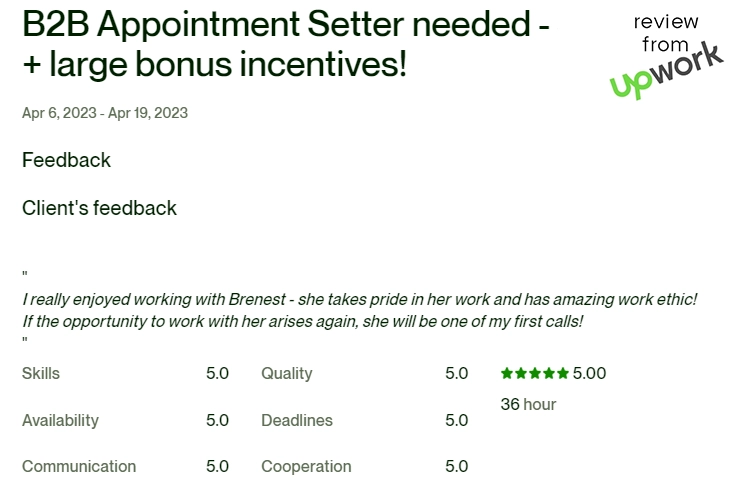 B2B Appointment Setter needed -
+ large bonus incentives!
review
from
upwork
Apr 6, 2023 - Apr 19, 2023
Feedback
Client's feedback
"
I really enjoyed working with Brenest - she takes pride in her work and has amazing work ethic!
If the opportunity to work with her arises again, she will be one of my first calls!
"
Skills 5.0 Quality 5.0 ★★★★★ 5.00
36 hour
Availability 5.0 Deadlines 5.0
Communication 5.0 Cooperation 5.0